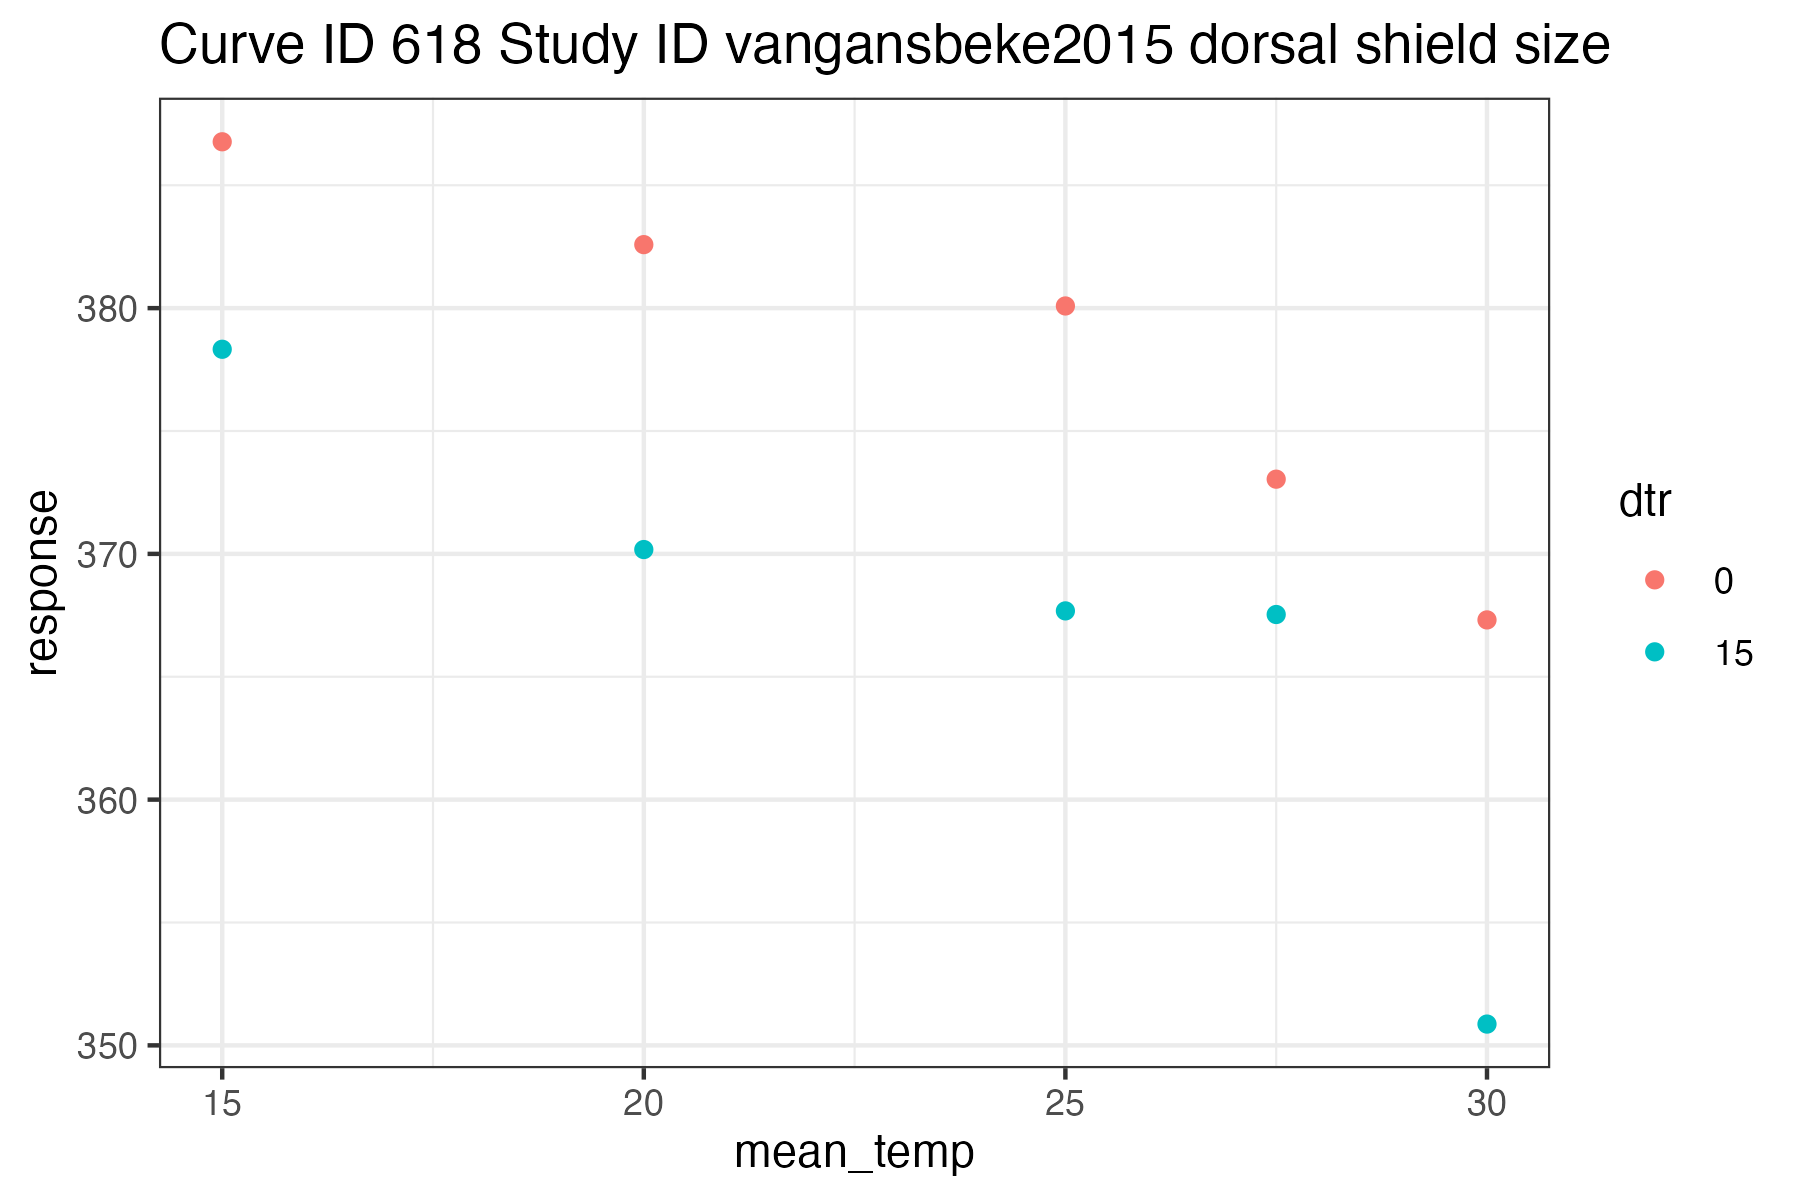 Curve ID 618 Study ID vangansbeke2015 dorsal shield size
response
380
370
360
350
15 20 25 30
mean_temp
dtr
0
15